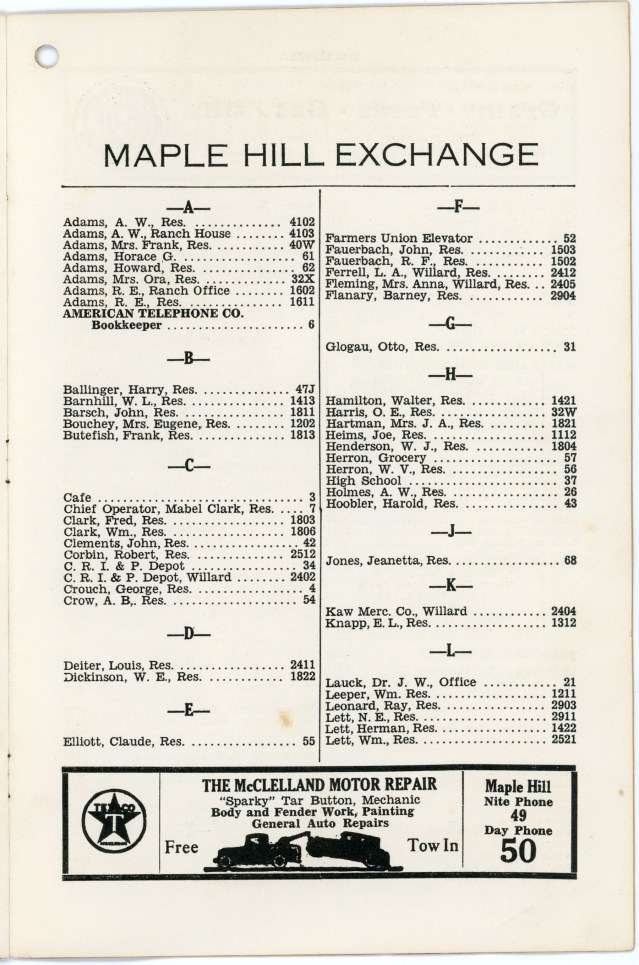 MAPLE HILL EXCHANGE
—A—
Adams, A. W., Res. ............. 4102
Adams, A. W., Ranch House ........ 4103
Adams, Mrs. Frank, Res. ........... 40W
Adams, Horace G. .................. 61
Adams, Howard, Res. ............... 62
Adams, Mrs. Ora, Res. ............. 32X
Adams, R. E., Ranch Office ........ 1602
Adams, R. E., Res. ............... 1611
AMERICAN TELEPHONE CO.
Bookkeeper ..................... 6
—B—
Ballinger, Harry, Res. ............. 47J
Barnhill, W. L., Res. ............. 1413
Barsch, John, Res. ............... 1811
Bouchey, Mrs. Eugene, Res. ........ 1202
Butefish, Frank, Res. ............. 1813
—C—
Cafe ............................... 3
Chief Operator, Mabel Clark, Res. .... 7
Clark, Fred, Res. ................. 1803
Clark, Wm., Res. ................. 1806
Clements, John, Res. ............... 42
Corbin, Robert, Res. .............. 2512
C. R. I. & P. Depot ................ 34
C. R. I. & P. Depot, Willard ........ 2402
Crouch, George, Res. ................ 4
Crow, A. B,. Res. .................. 54
—D—
Deiter, Louis, Res. ............... 2411
Dickinson, W. E., Res. ............ 1822
—E—
Elliott, Claude, Res. ............... 55
—F—
Farmers Union Elevator ............ 52
Fauerbach, John, Res. ............ 1503
Fauerbach, R. F., Res. ........... 1502
Ferrell, L. A., Willard, Res. ........ 2412
Fleming, Mrs. Anna, Willard, Res. .. 2405
Flanary, Barney, Res. ............. 2904
—G—
Glogau, Otto, Res. ................. 31
—H—
Hamilton, Walter, Res. ............ 1421
Harris, O. E., Res. ................ 32W
Hartman, Mrs. J. A., Res. ......... 1821
Heims, Joe, Res. ................. 1112
Henderson, W. J., Res. ............ 1804
Herron, Grocery ................... 57
Herron, W. V., Res. ................ 56
High School ....................... 37
Holmes, A. W., Res. ................ 26
Hoobler, Harold, Res. .............. 43
—J—
Jones, Jeanetta, Res. ............... 68
—K—
Kaw Merc. Co., Willard ........... 2404
Knapp, E. L., Res. ................ 1312
—L—
Lauck, Dr. J. W., Office ............ 21
Leeper, Wm. Res. ................. 1211
Leonard, Ray, Res. ................ 2903
Lett, N. E., Res. .................. 2911
Lett, Herman, Res. ................ 1422
Lett, Wm., Res. ................... 2521
TEXACO
T
THE McCLELLAND MOTOR REPAIR
"Sparky" Tar Button, Mechanic
Body and Fender Work, Painting
General Auto Repairs
Free Tow In
Maple Hill
Nite Phone
49
Day Phone
50